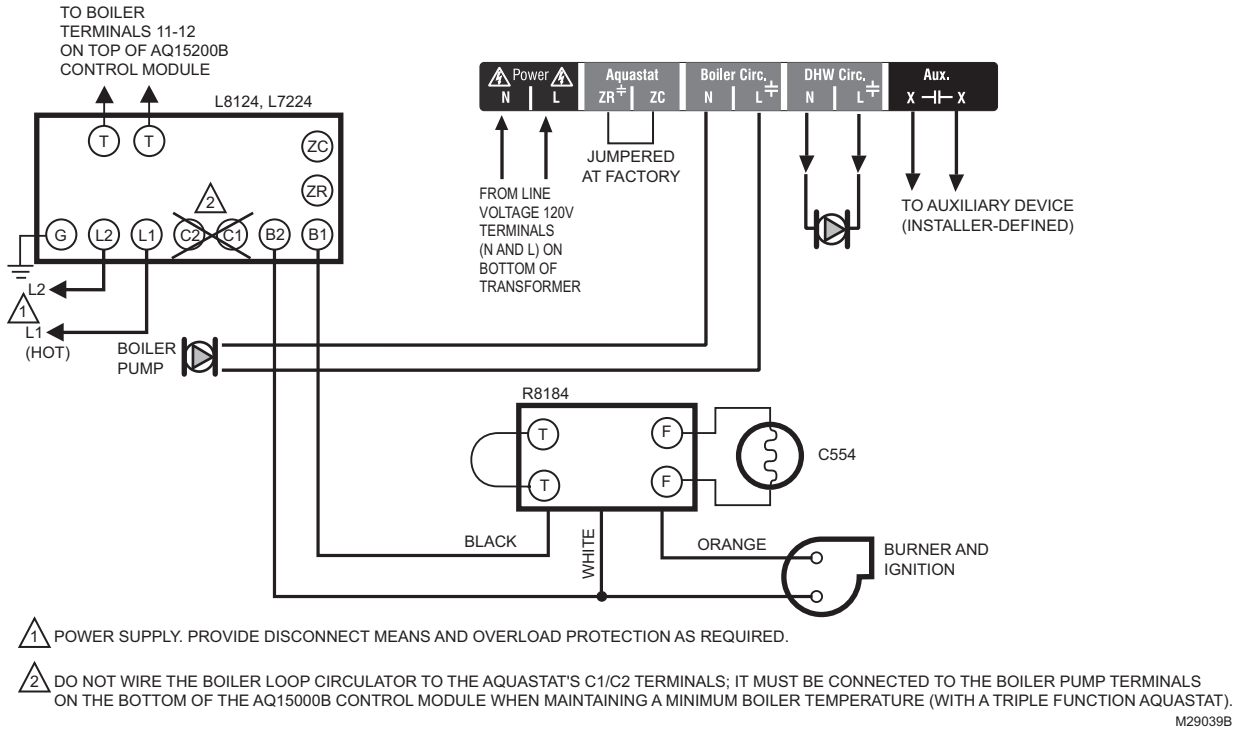 TO BOILER
TERMINALS 11-12
ON TOP OF AQ15200B
CONTROL MODULE
L8124, L7224
T T
ZC
ZR
2
G L2 L1 C2 C1 B2 B1
L2
1
L1
(HOT)
Power Aquastat Boiler Circ. DHW Circ. Aux.
N L ZR ZC N L N L X X
JUMPERED
AT FACTORY
FROM LINE
VOLTAGE 120V
TERMINALS
(N AND L) ON
BOTTOM OF
TRANSFORMER
TO AUXILIARY DEVICE
(INSTALLER-DEFINED)
BOILER
PUMP
R8184
T F
T F
C554
BLACK
WHITE
ORANGE
BURNER AND
IGNITION
1 POWER SUPPLY. PROVIDE DISCONNECT MEANS AND OVERLOAD PROTECTION AS REQUIRED.
2 DO NOT WIRE THE BOILER LOOP CIRCULATOR TO THE AQUASTAT'S C1/C2 TERMINALS; IT MUST BE CONNECTED TO THE BOILER PUMP TERMINALS
ON THE BOTTOM OF THE AQ15000B CONTROL MODULE WHEN MAINTAINING A MINIMUM BOILER TEMPERATURE (WITH A TRIPLE FUNCTION AQUASTAT).
M29039B